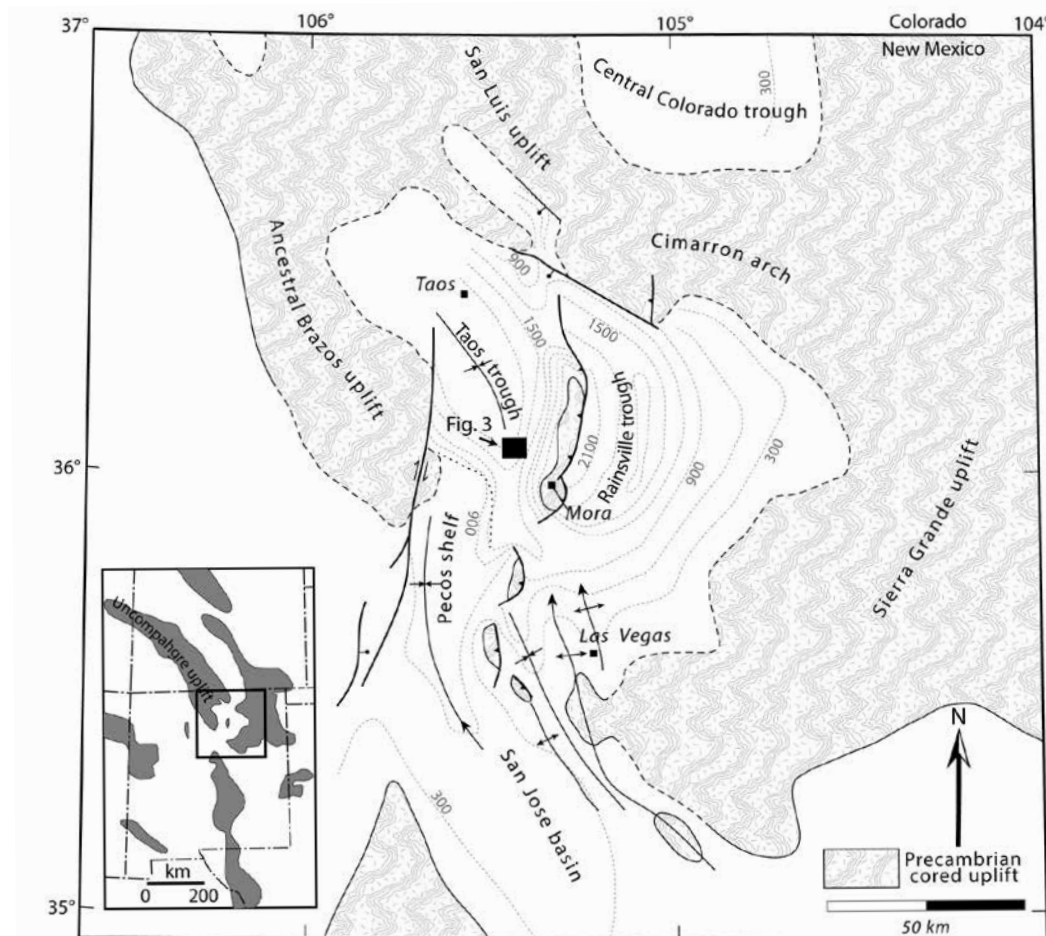 37°
106°
105°
Colorado
104°
New Mexico
San Luis uplift
Central Colorado trough
300
Ancestral Brazos uplift
Cimarron arch
900
Taos
1500
1500
Taos trough
Rainsville trough
Fig. 3
2100
300
36°
900
Mora
900
Pecos shelf
Sierra Grande uplift
Las Vegas
Uncompahgre uplift
N
San Jose basin
300
Precambrian
cored uplift
km
0 200
35°
50 km